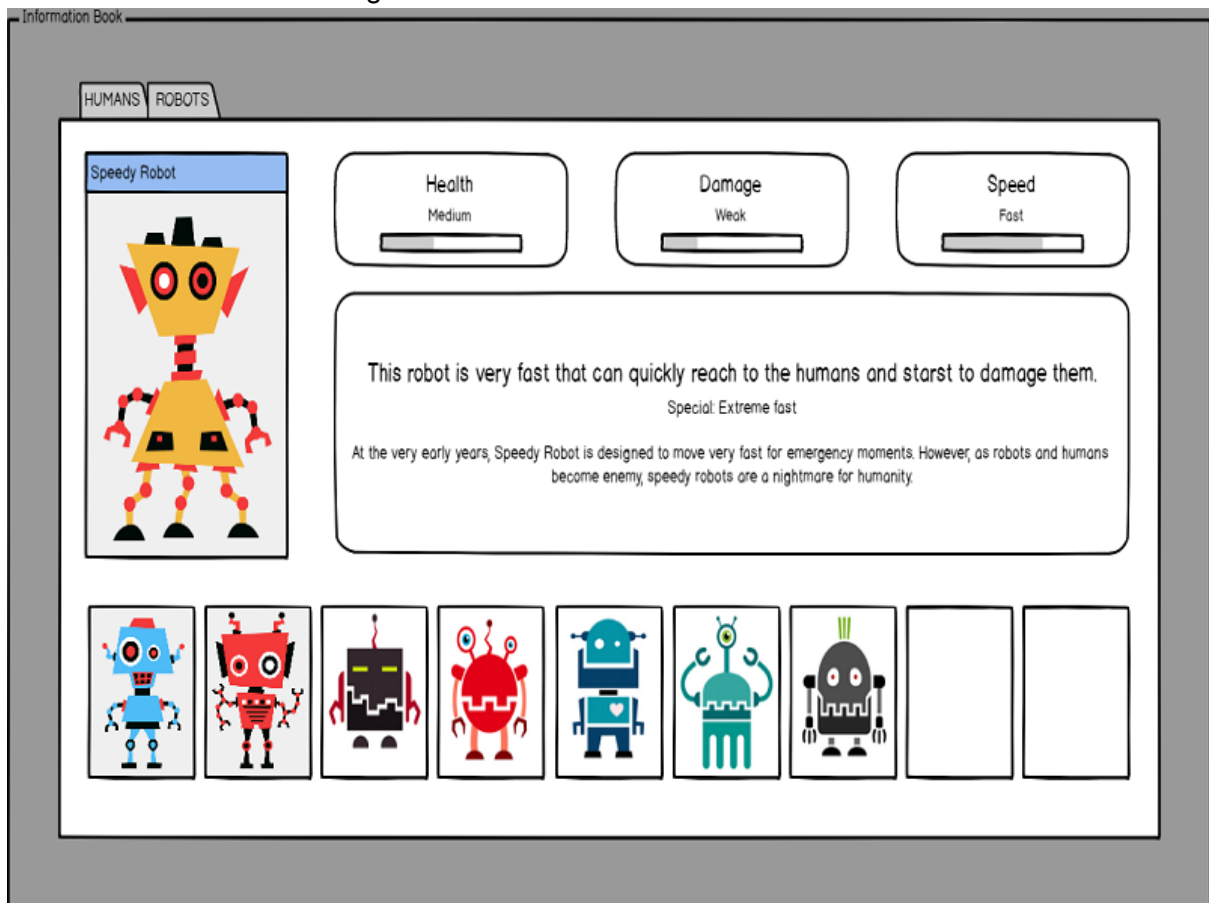 Information Book
HUMANS
ROBOTS
Speedy Robot
Health
Medium
Damage
Weak
Speed
Fast
This robot is very fast that can quickly reach to the humans and starst to damage them.
Special: Extreme fast
At the very early years, Speedy Robot is designed to move very fast for emergency moments. However, as robots and humans
become enemy, speedy robots are a nightmare for humanity.